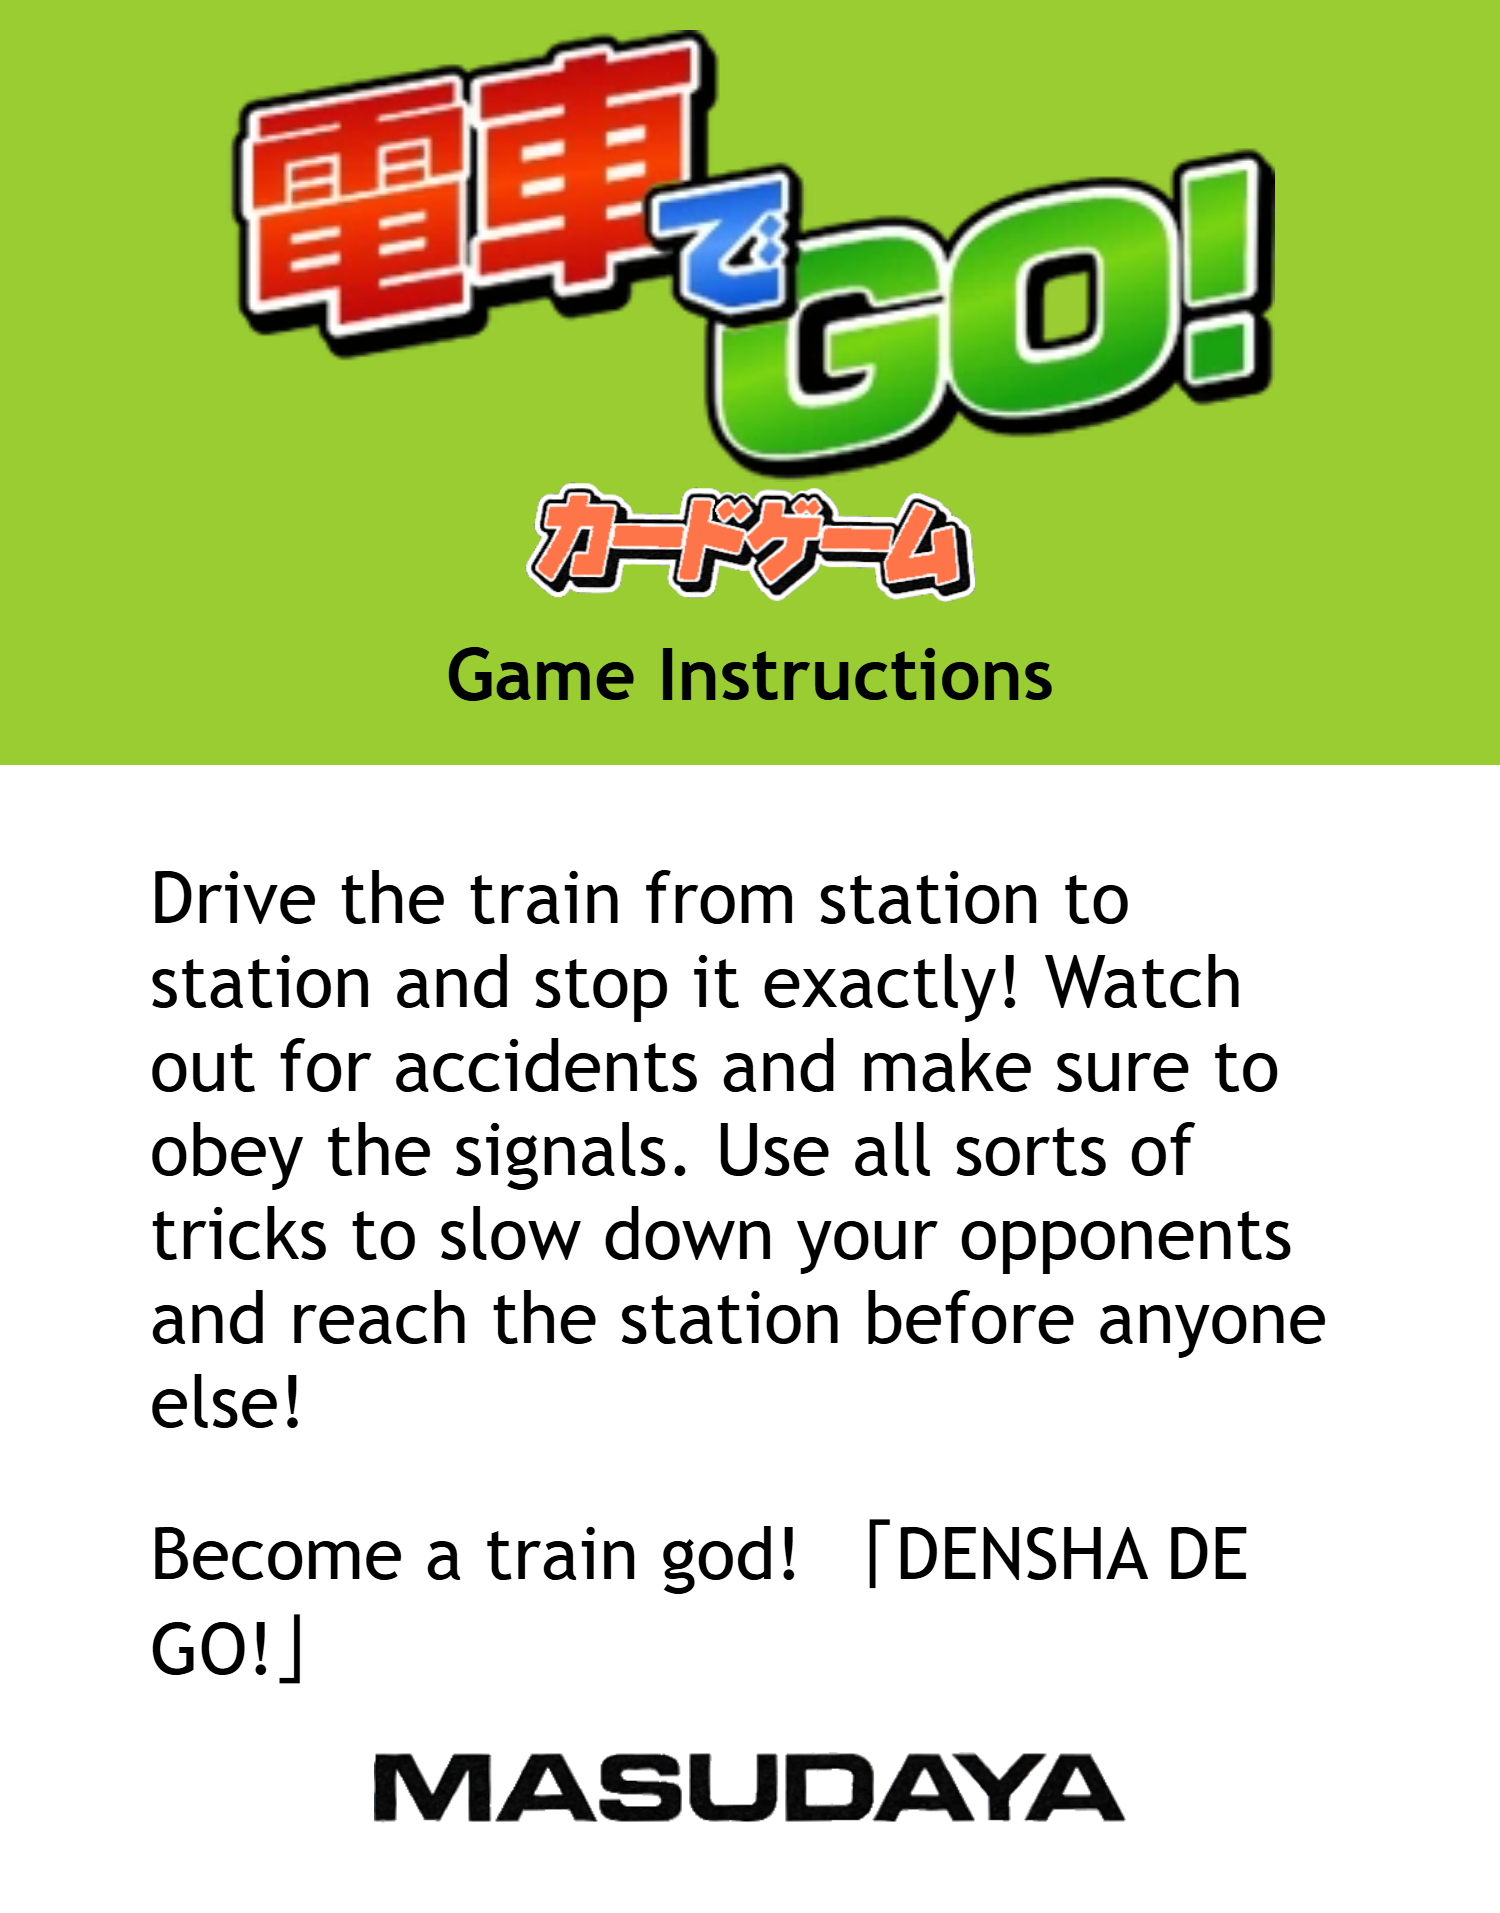 電車でGO!
カードゲーム
Game Instructions
Drive the train from station to
station and stop it exactly! Watch
out for accidents and make sure to
obey the signals. Use all sorts of
tricks to slow down your opponents
and reach the station before anyone
else!
Become a train god! 「DENSHA DE
GO!」
MASUDAYA